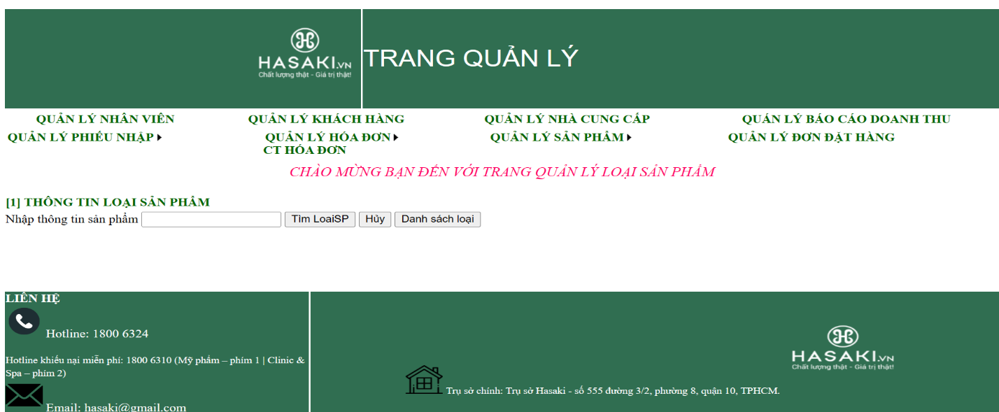 HASAKI.VN
Chất lượng thật - Giá trị thật!
TRANG QUẢN LÝ
QUẢN LÝ NHÂN VIÊN QUẢN LÝ KHÁCH HÀNG QUẢN LÝ NHÀ CUNG CẤP QUẢN LÝ BÁO CÁO DOANH THU
QUẢN LÝ PHIẾU NHẬP QUẢN LÝ HÓA ĐƠN QUẢN LÝ SẢN PHẨM QUẢN LÝ ĐƠN ĐẶT HÀNG
CT HÓA ĐƠN
CHÀO MỪNG BẠN ĐẾN VỚI TRANG QUẢN LÝ LOẠI SẢN PHẨM
[1] THÔNG TIN LOẠI SẢN PHẨM
Nhập thông tin sản phẩm Tìm LoaiSP Hủy Danh sách loại
LIÊN HỆ
Hotline: 1800 6324
Hotline khiếu nại miễn phí: 1800 6310 (Mỹ phẩm – phím 1 | Clinic &
Spa – phím 2)
Email: hasaki@gmail.com
Trụ sở chính: Trụ sở Hasaki - số 555 đường 3/2, phường 8, quận 10, TPHCM.
HASAKI.VN
Chất lượng thật - Giá trị thật!